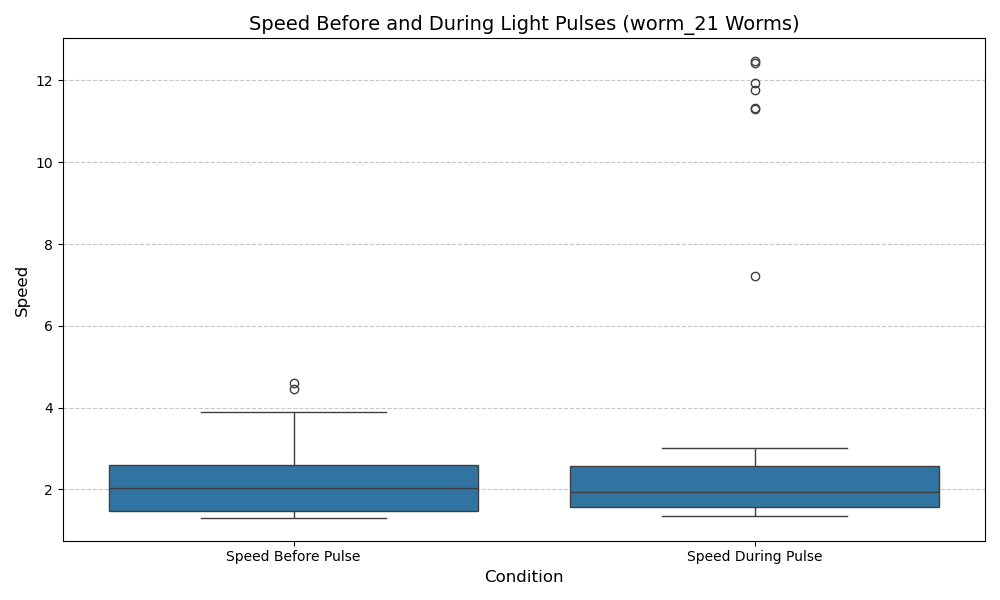 Speed Before and During Light Pulses (worm_21 Worms)
12
10
8
6
4
2
Speed
Speed Before Pulse
Speed During Pulse
Condition